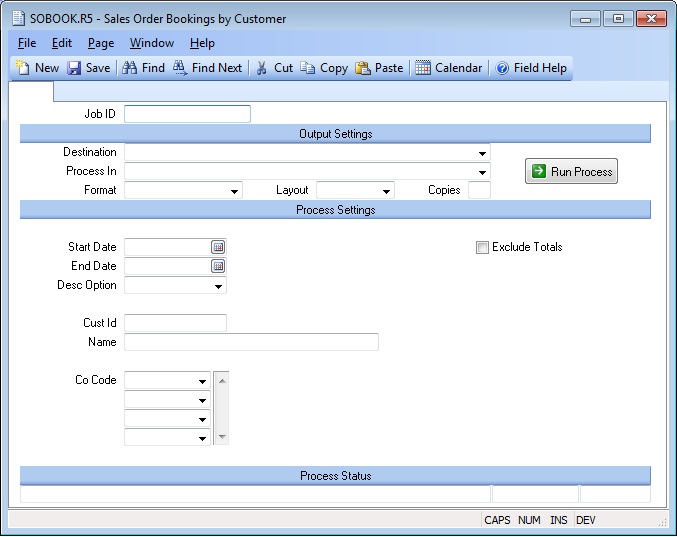 SOBOOK.R5 - Sales Order Bookings by Customer
File Edit Page Window Help
New Save Find Find Next Cut Copy Paste Calendar Field Help
Job ID
Output Settings
Destination
Process In
Run Process
Format Layout Copies
Process Settings
Start Date
Exclude Totals
End Date
Desc Option
Cust Id
Name
Co Code
Process Status
CAPS NUM INS DEV